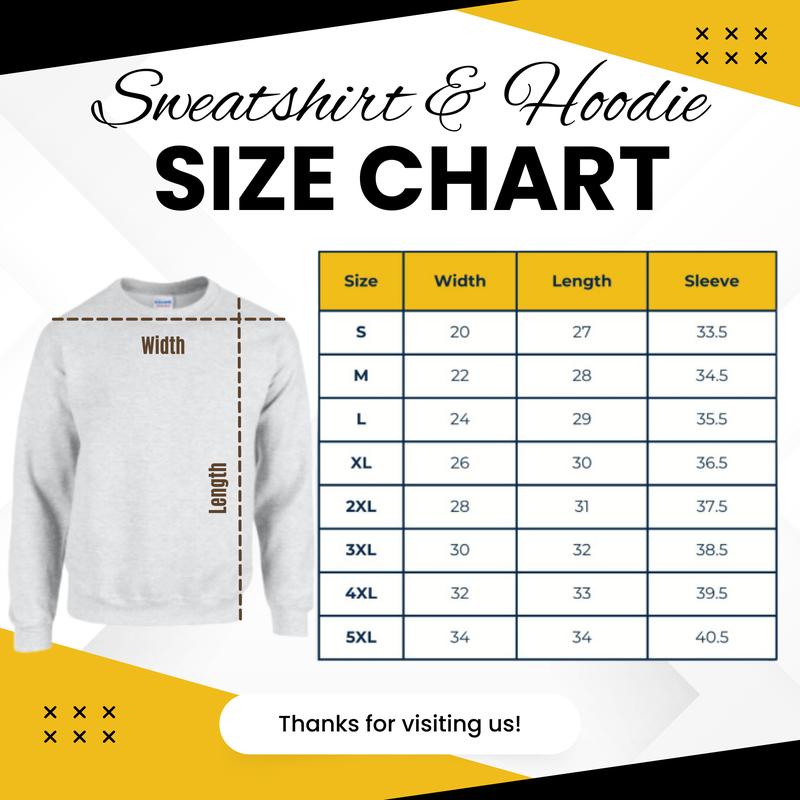 Sweatshirt & Hoodie
SIZE CHART
Width
Length
Size Width Length Sleeve
S 20 27 33.5
M 22 28 34.5
L 24 29 35.5
XL 26 30 36.5
2XL 28 31 37.5
3XL 30 32 38.5
4XL 32 33 39.5
5XL 34 34 40.5
Thanks for visiting us!